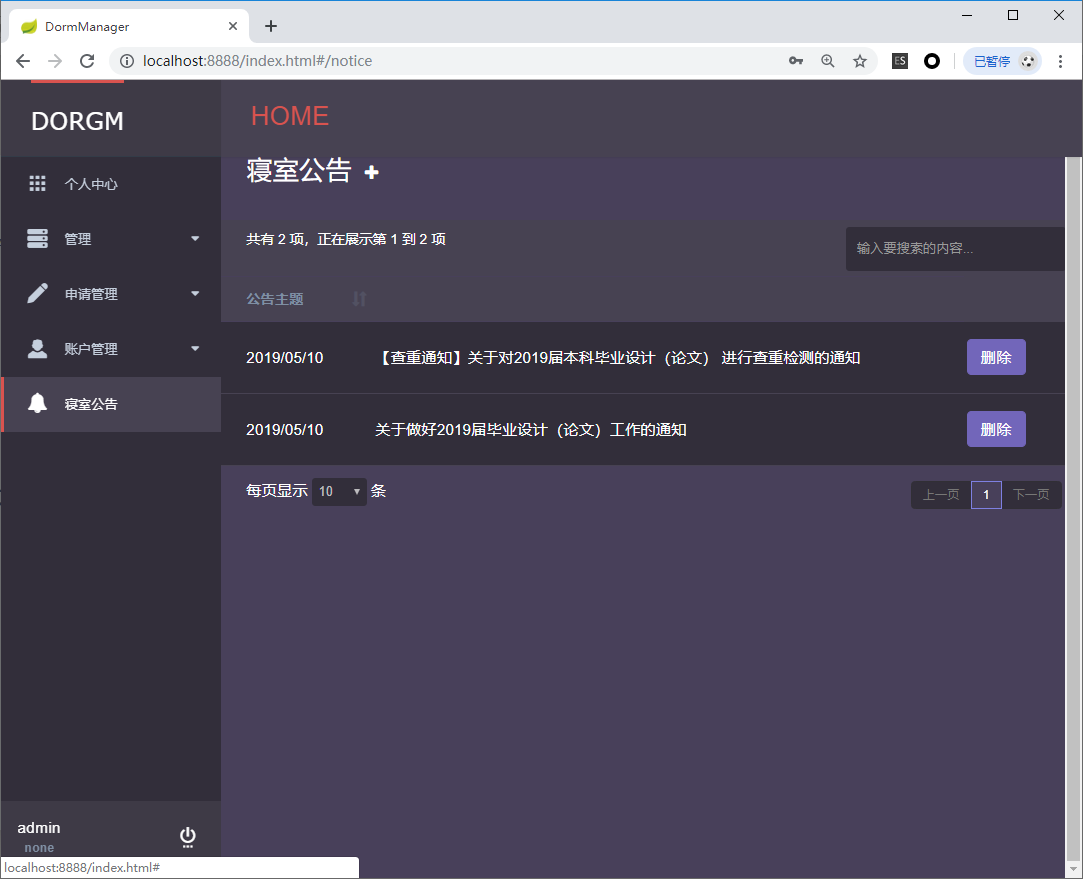 DormManager
localhost:8888/index.html#/notice
ES
已暂停
DORGM
HOME
个人中心
管理
申请管理
账户管理
寝室公告
寝室公告
共有 2 项，正在展示第 1 到 2 项
输入要搜索的内容...
公告主题
2019/05/10 【查重通知】关于对2019届本科毕业设计（论文） 进行查重检测的通知 删除
2019/05/10 关于做好2019届毕业设计（论文）工作的通知 删除
每页显示 10 条
上一页 1 下一页
admin
none
localhost:8888/index.html#